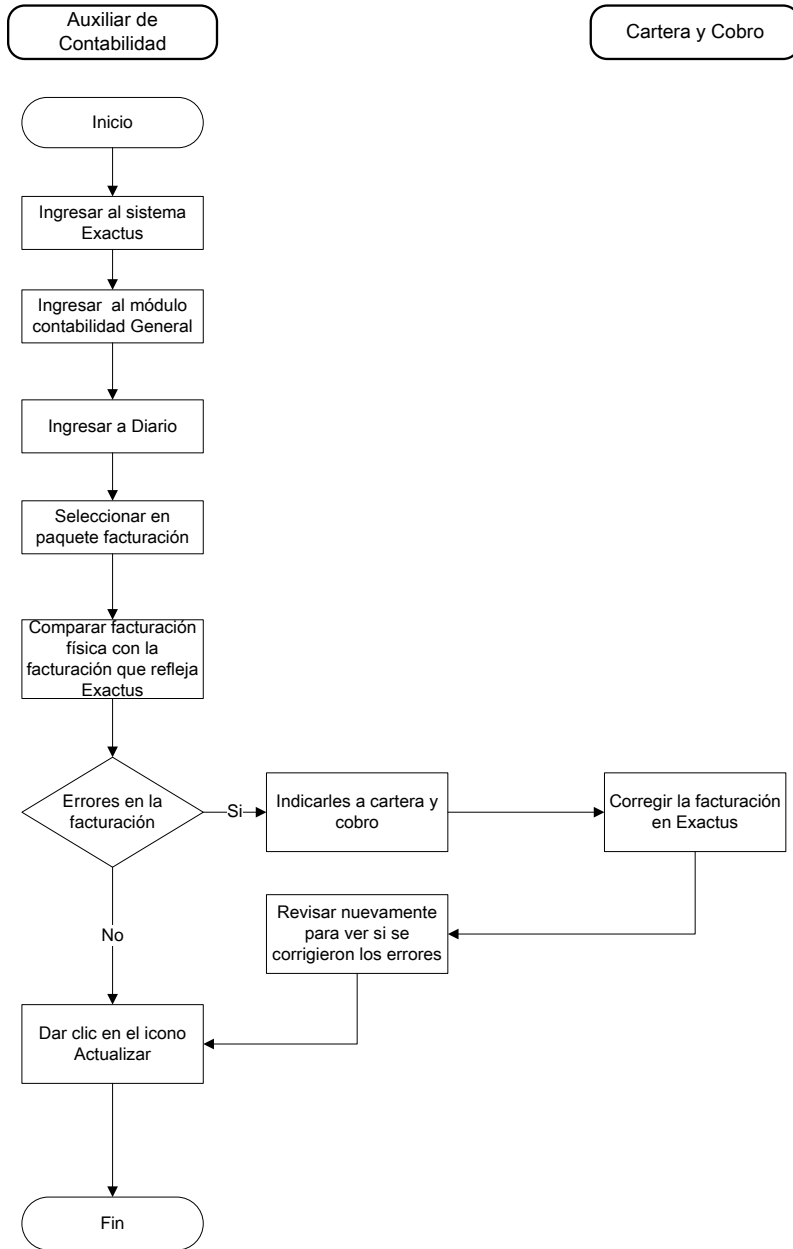 Auxiliar de
Contabilidad
Cartera y Cobro
Inicio
Ingresar al sistema
Exactus
Ingresar al módulo
contabilidad General
Ingresar a Diario
Seleccionar en
paquete facturación
Comparar facturación
física con la
facturación que refleja
Exactus
Errores en la
facturación
Si
Indicarles a cartera y
cobro
Corregir la facturación
en Exactus
Revisar nuevamente
para ver si se
corrigieron los errores
No
Dar clic en el icono
Actualizar
Fin